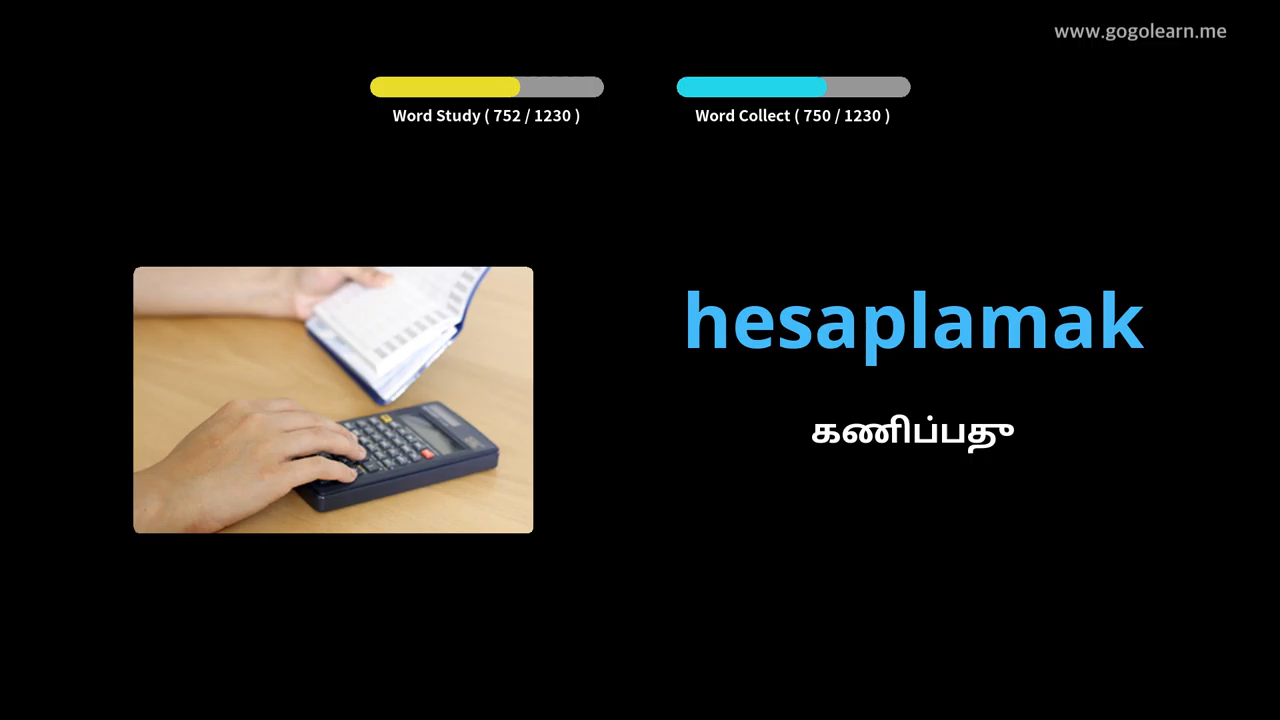 www.gogolearn.me
Word Study ( 752 / 1230 )
Word Collect ( 750 / 1230 )
hesaplamak
கணிப்பது